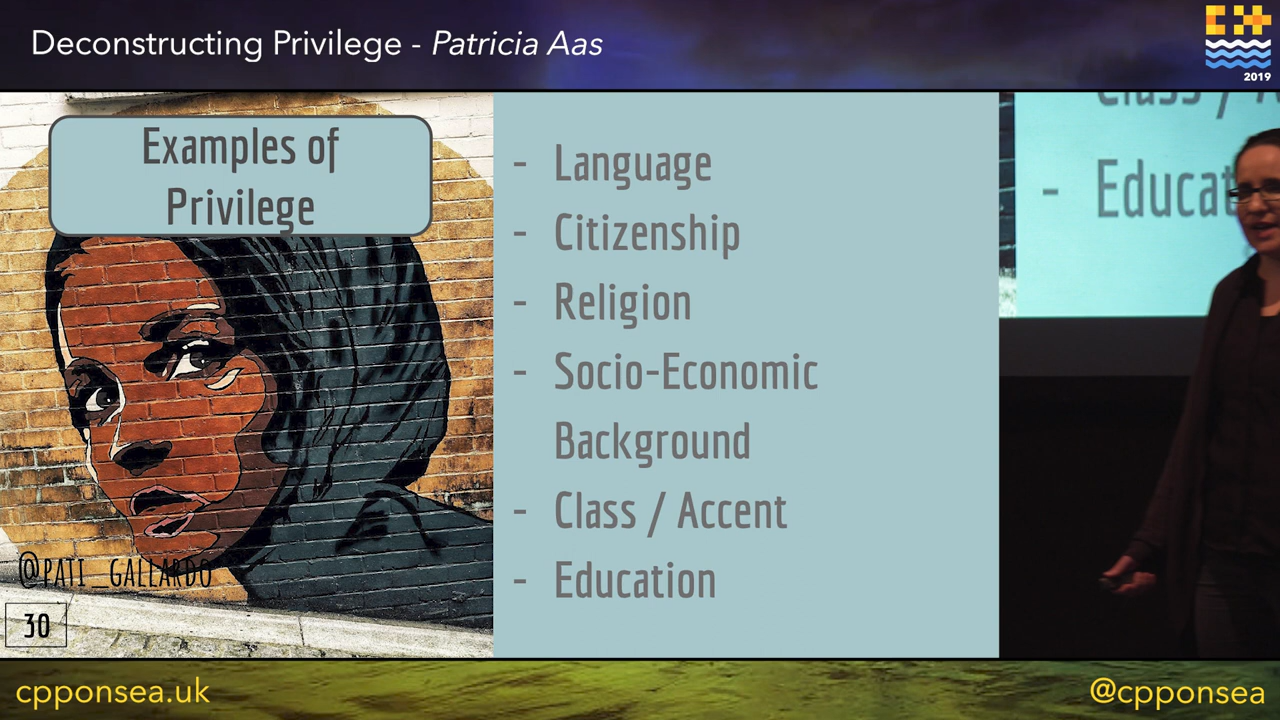 Deconstructing Privilege - Patricia Aas
2019
Examples of
Privilege
- Language
- Citizenship
- Religion
- Socio-Economic
Background
- Class / Accent
- Education
@PATI_GALLARDO
30
Class /
- Educat
cpponsea.uk
@cpponsea